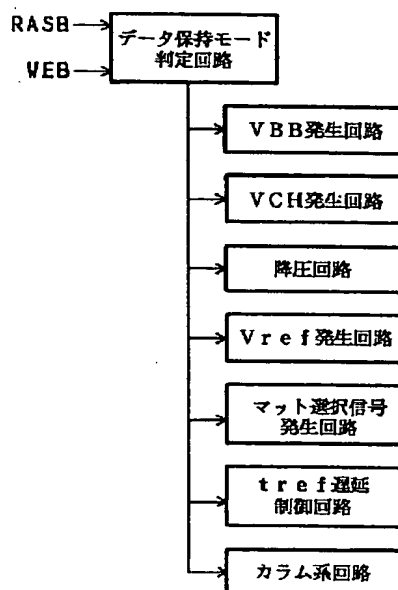 RASB
WEB
データ保持モード
判定回路
VBB発生回路
VCH発生回路
降圧回路
Vref発生回路
マット選択信号
発生回路
tref遅延
制御回路
カラム系回路